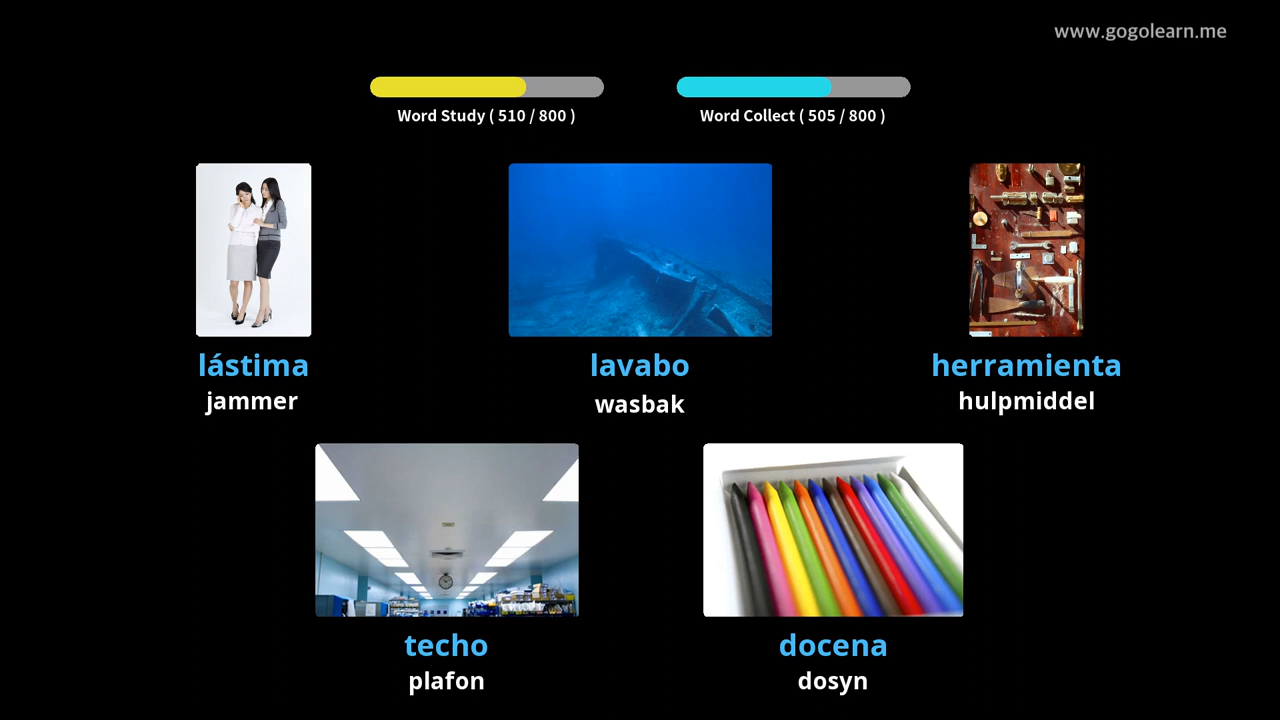 www.gogolearn.me
Word Study ( 510 / 800 )
Word Collect ( 505 / 800 )
lástima
jammer
lavabo
wasbak
herramienta
hulpmiddel
techo
plafon
docena
dosyn